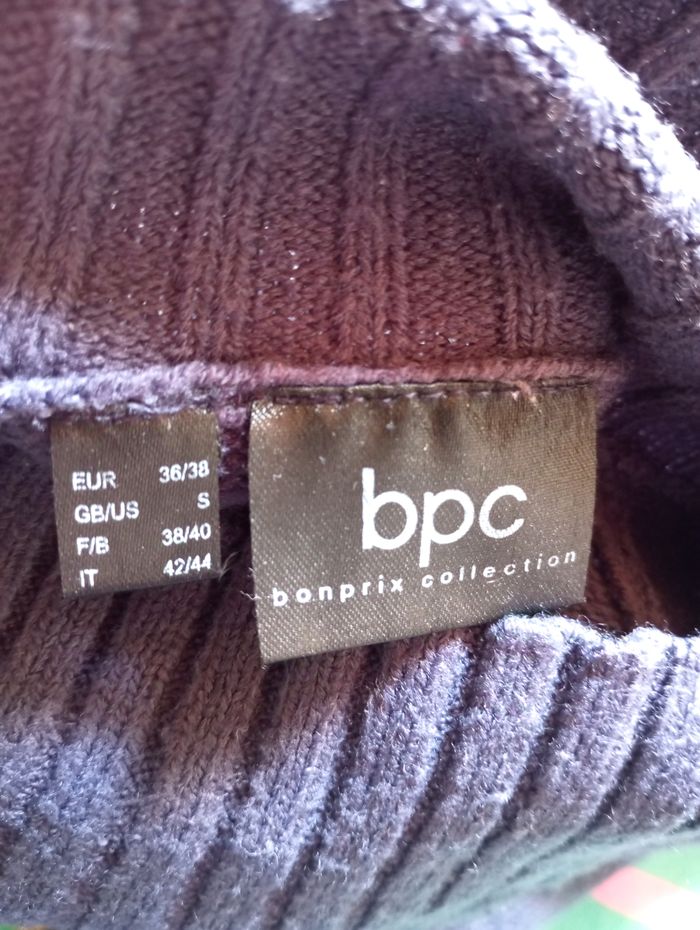 EUR 36/38
GB/US S
F/B 38/40
IT 42/44
bpc
bonprix collection